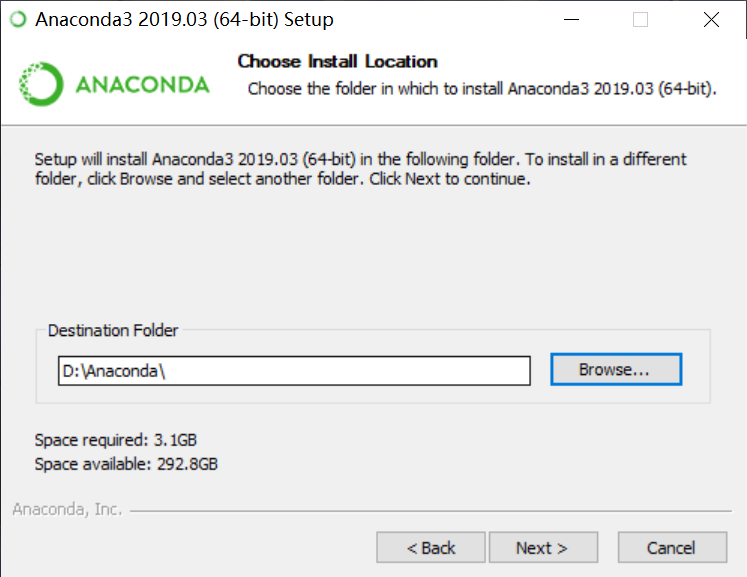 Anaconda3 2019.03 (64-bit) Setup
ANACONDA
Choose Install Location
Choose the folder in which to install Anaconda3 2019.03 (64-bit).
Setup will install Anaconda3 2019.03 (64-bit) in the following folder. To install in a different
folder, click Browse and select another folder. Click Next to continue.
Destination Folder
D:\Anaconda\
Browse...
Space required: 3.1GB
Space available: 292.8GB
Anaconda, Inc.
< Back
Next >
Cancel